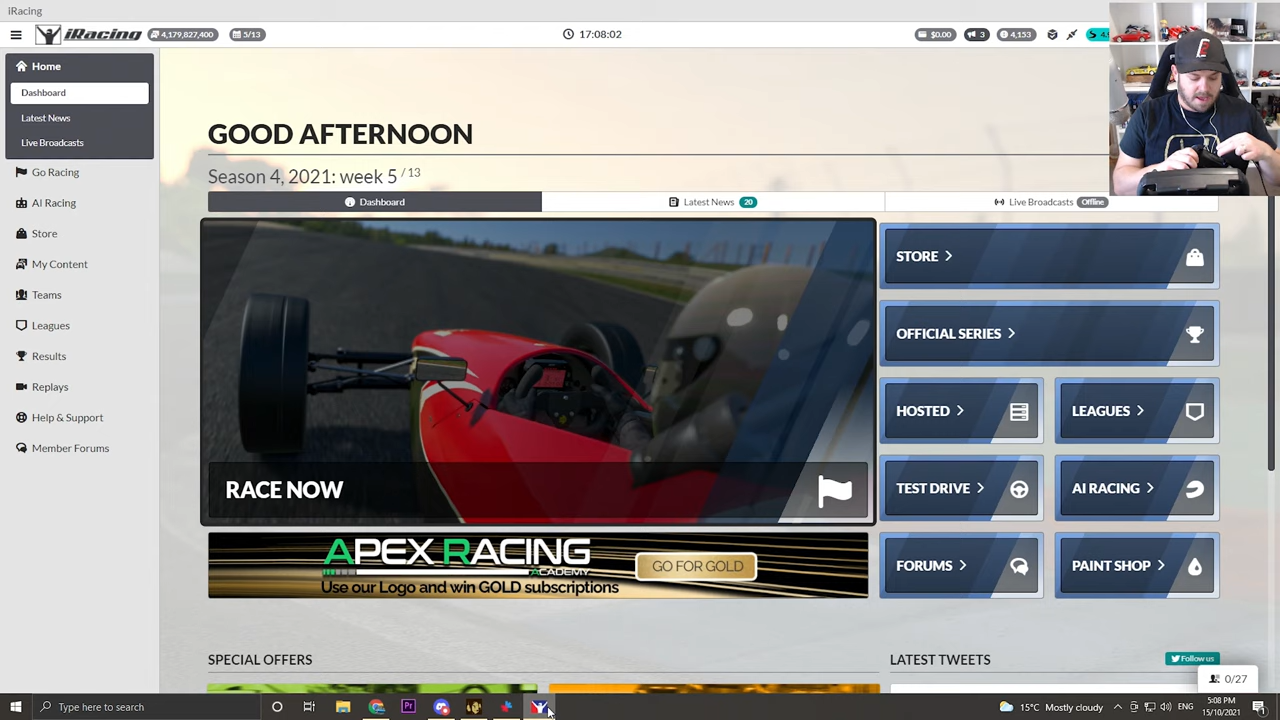 iRacing
iRacing 4,179,827,400 5/13 17:08:02 $0.00 3 4,153
Home
Dashboard
Latest News
Live Broadcasts
Go Racing
AI Racing
Store
My Content
Teams
Leagues
Results
Replays
Help & Support
Member Forums
GOOD AFTERNOON
Season 4, 2021: week 5 / 13
Dashboard Latest News 20 Live Broadcasts Offline
RACE NOW
STORE
OFFICIAL SERIES
HOSTED LEAGUES
TEST DRIVE AI RACING
FORUMS PAINT SHOP
APEX RACING
ACADEMY
GO FOR GOLD
Use our Logo and win GOLD subscriptions
SPECIAL OFFERS
LATEST TWEETS Follow us
0/27
Type here to search
Pr
15°C Mostly cloudy
5:08 PM
15/10/2021